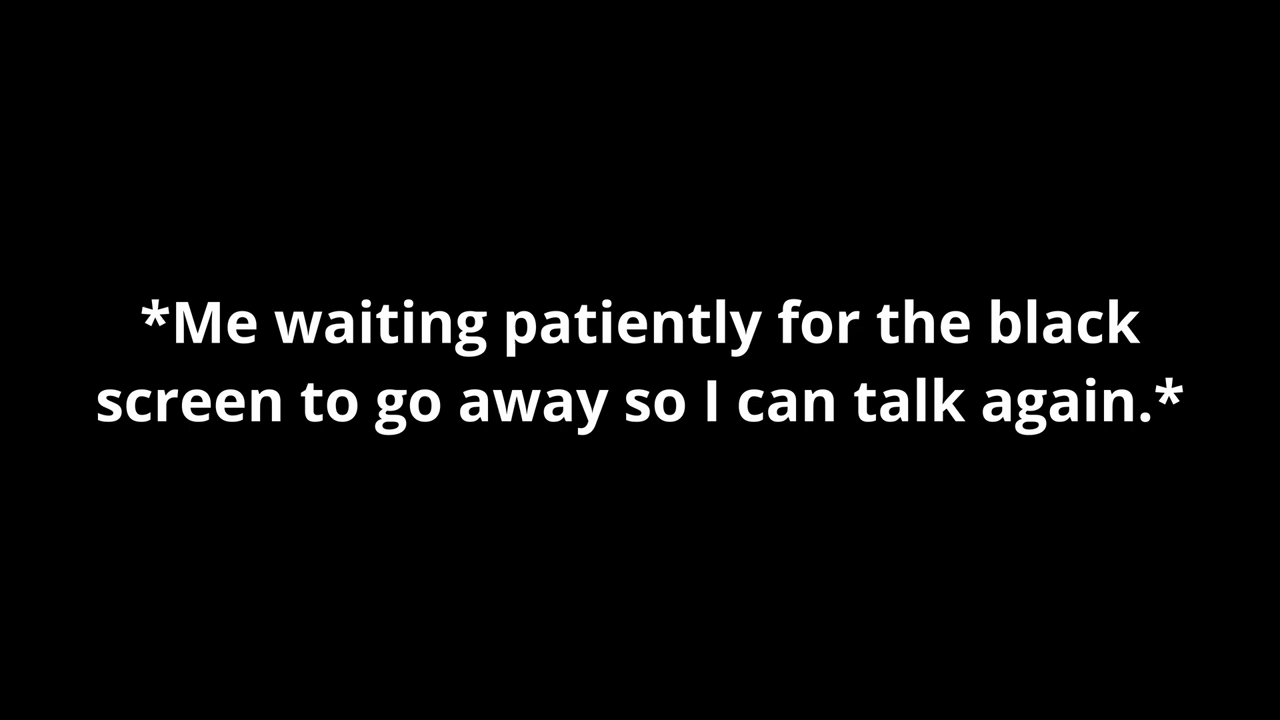 *Me waiting patiently for the black
screen to go away so I can talk again.*